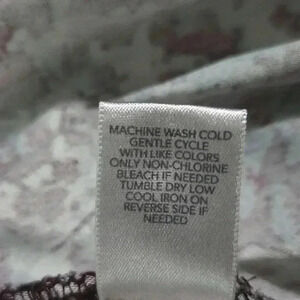 MACHINE WASH COLD
GENTLE CYCLE
WITH LIKE COLORS
ONLY NON-CHLORINE
BLEACH IF NEEDED
TUMBLE DRY LOW
COOL IRON ON
REVERSE SIDE IF
NEEDED